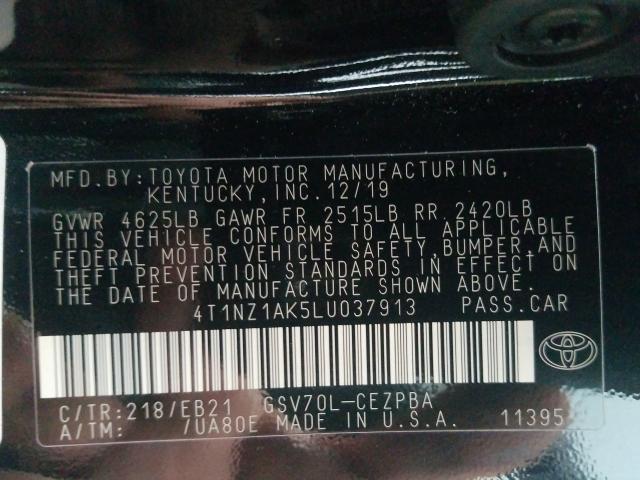 MFD.BY:TOYOTA MOTOR MANUFACTURING,
KENTUCKY,INC.12/19
GVWR 4625LB GAWR FR 2515LB RR 2420LB
THIS VEHICLE CONFORMS TO ALL APPLICABLE
FEDERAL MOTOR VEHICLE SAFETY,BUMPER,AND
THEFT PREVENTION STANDARDS IN EFFECT ON
THE DATE OF MANUFACTURE SHOWN ABOVE.
4T1NZ1AK5LU037913 PASS.CAR
C/TR:218/EB21 GSV70L-CEZPBA
A/TM: /UA80E MADE IN U.S.A. 11395